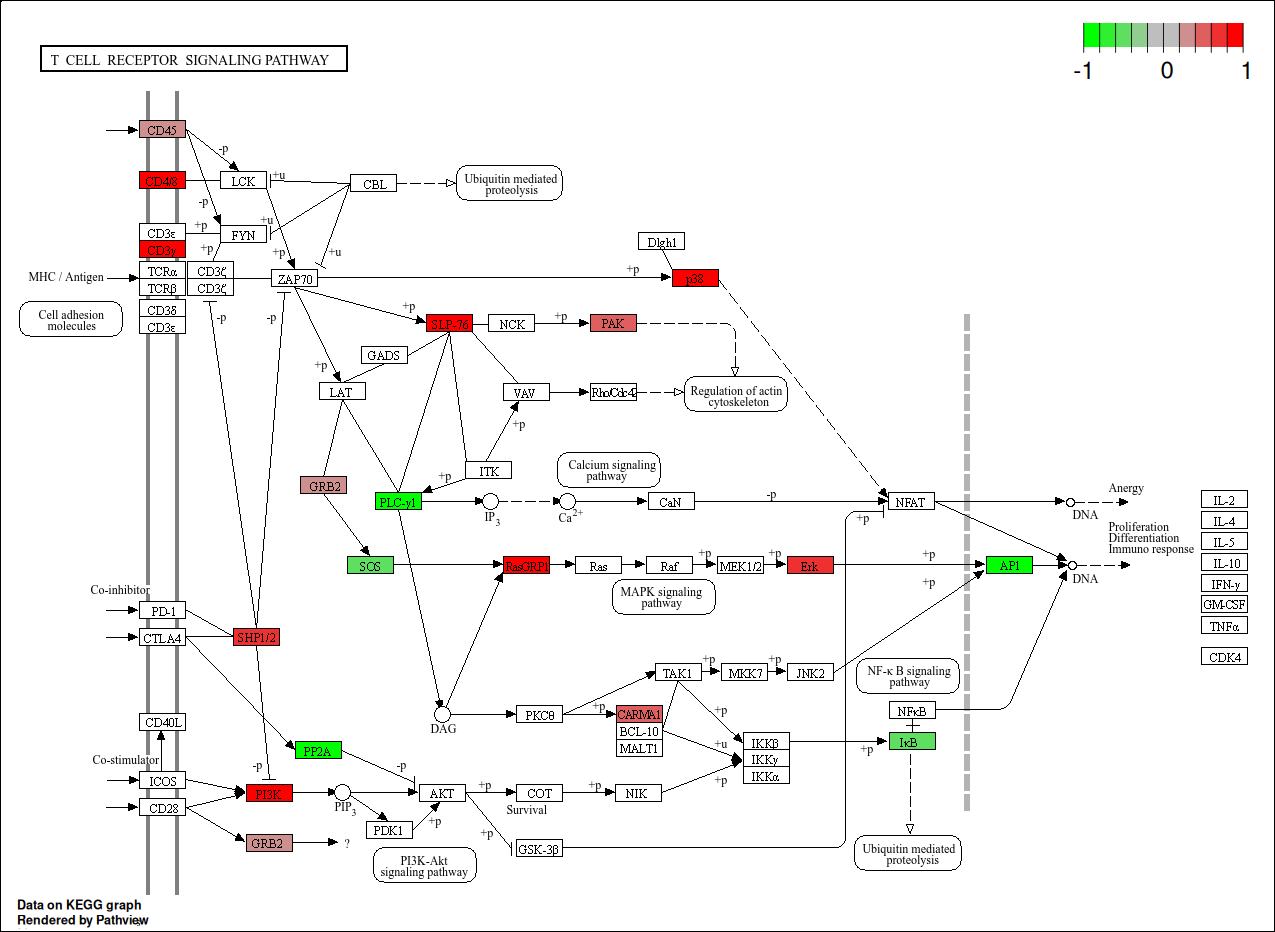 T CELL RECEPTOR SIGNALING PATHWAY
-1 0 1
CD45
-p
CD4/8
LCK
+u
CBL
Ubiquitin mediated
proteolysis
-p
CD3ε
+p
FYN
+u
CD3γ
+p
+p
+u
Dlgh1
MHC / Antigen
TCRα
CD3ζ
TCRβ
CD3ζ
ZAP70
+p
p38
Cell adhesion
molecules
CD3δ
CD3ε
-p
-p
+p
SLP-76
NCK
+p
PAK
GADS
+p
LAT
VAV
Rho/Cdc42
Regulation of actin
cytoskeleton
+p
ITK
+p
Calcium signaling
pathway
GRB2
PLC-γ1
IP3
Ca2+
CaN
-p
NFAT
+p
DNA
Anergy
Proliferation
Differentiation
Immuno response
SOS
RasGRP1
Ras
Raf
+p
MEK1/2
+p
Erk
+p
+p
AP1
DNA
MAPK signaling
pathway
IL-2
IL-4
IL-5
IL-10
IFN-γ
GM-CSF
TNFα
CDK4
Co-inhibitor
PD-1
CTLA4
SHP1/2
TAK1
+p
MKK7
+p
JNK2
NF-κ B signaling
pathway
DAG
PKCθ
+p
CARMA1
BCL-10
MALT1
+p
+u
+p
IKKβ
IKKγ
IKKα
+p
NFκB
IκB
CD40L
Co-stimulator
ICOS
CD28
PP2A
-p
-p
PI3K
PIP3
AKT
+p
COT
+p
NIK
Survival
PDK1
+p
+p
GSK-3β
GRB2
?
PI3K-Akt
signaling pathway
Ubiquitin mediated
proteolysis
Data on KEGG graph
Rendered by Pathview